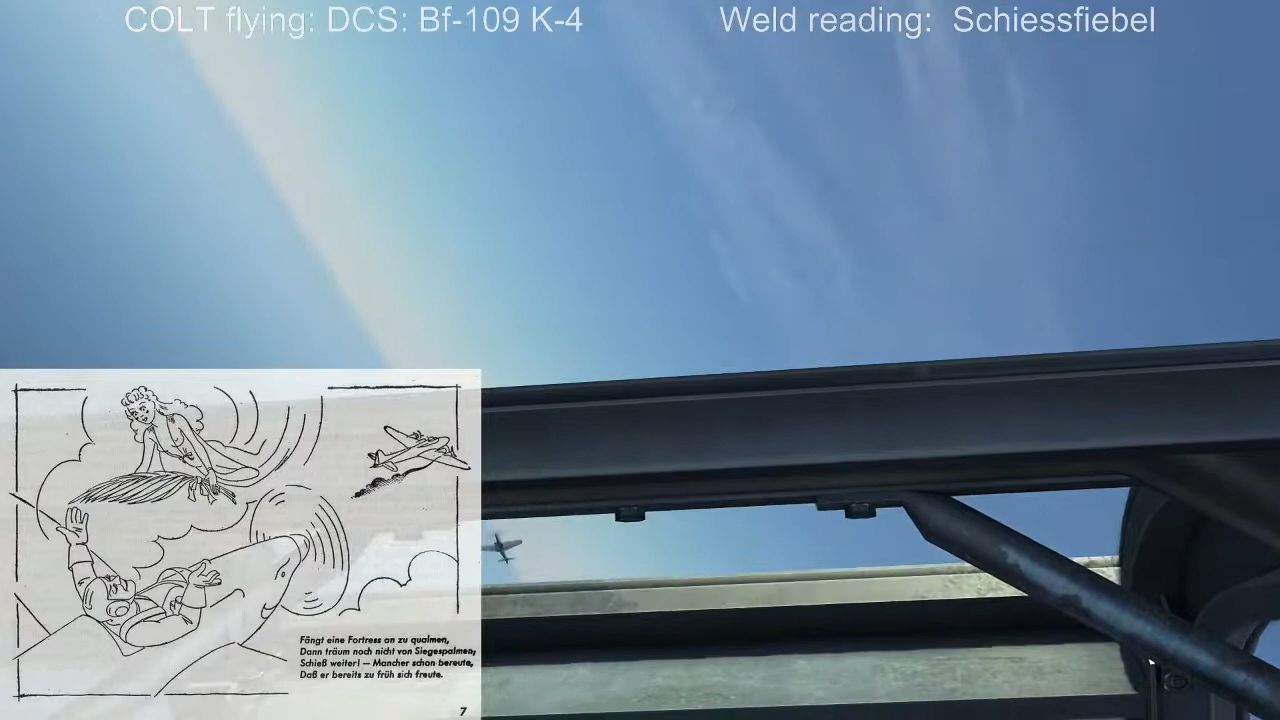 COLT flying: DCS: Bf-109 K-4
Weld reading: Schiessfiebel
Fängt eine Fortress an zu qualmen,
Dann träum noch nicht von Siegespalmen,
Schieß weiter! — Mancher schon bereute,
Daß er bereits zu früh sich freute.
7